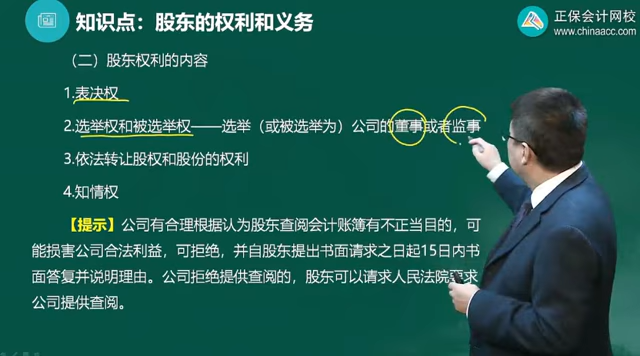 知识点：股东的权利和义务
正保会计网校
www.chinaacc.com
（二）股东权利的内容
1.表决权
2.选举权和被选举权——选举（或被选举为）公司的董事或者监事
3.依法转让股权和股份的权利
4.知情权
【提示】公司有合理根据认为股东查阅会计账簿有不正当目的，可
能损害公司合法利益，可拒绝，并自股东提出书面请求之日起15日内书
面答复并说明理由。公司拒绝提供查阅的，股东可以请求人民法院要求
公司提供查阅。